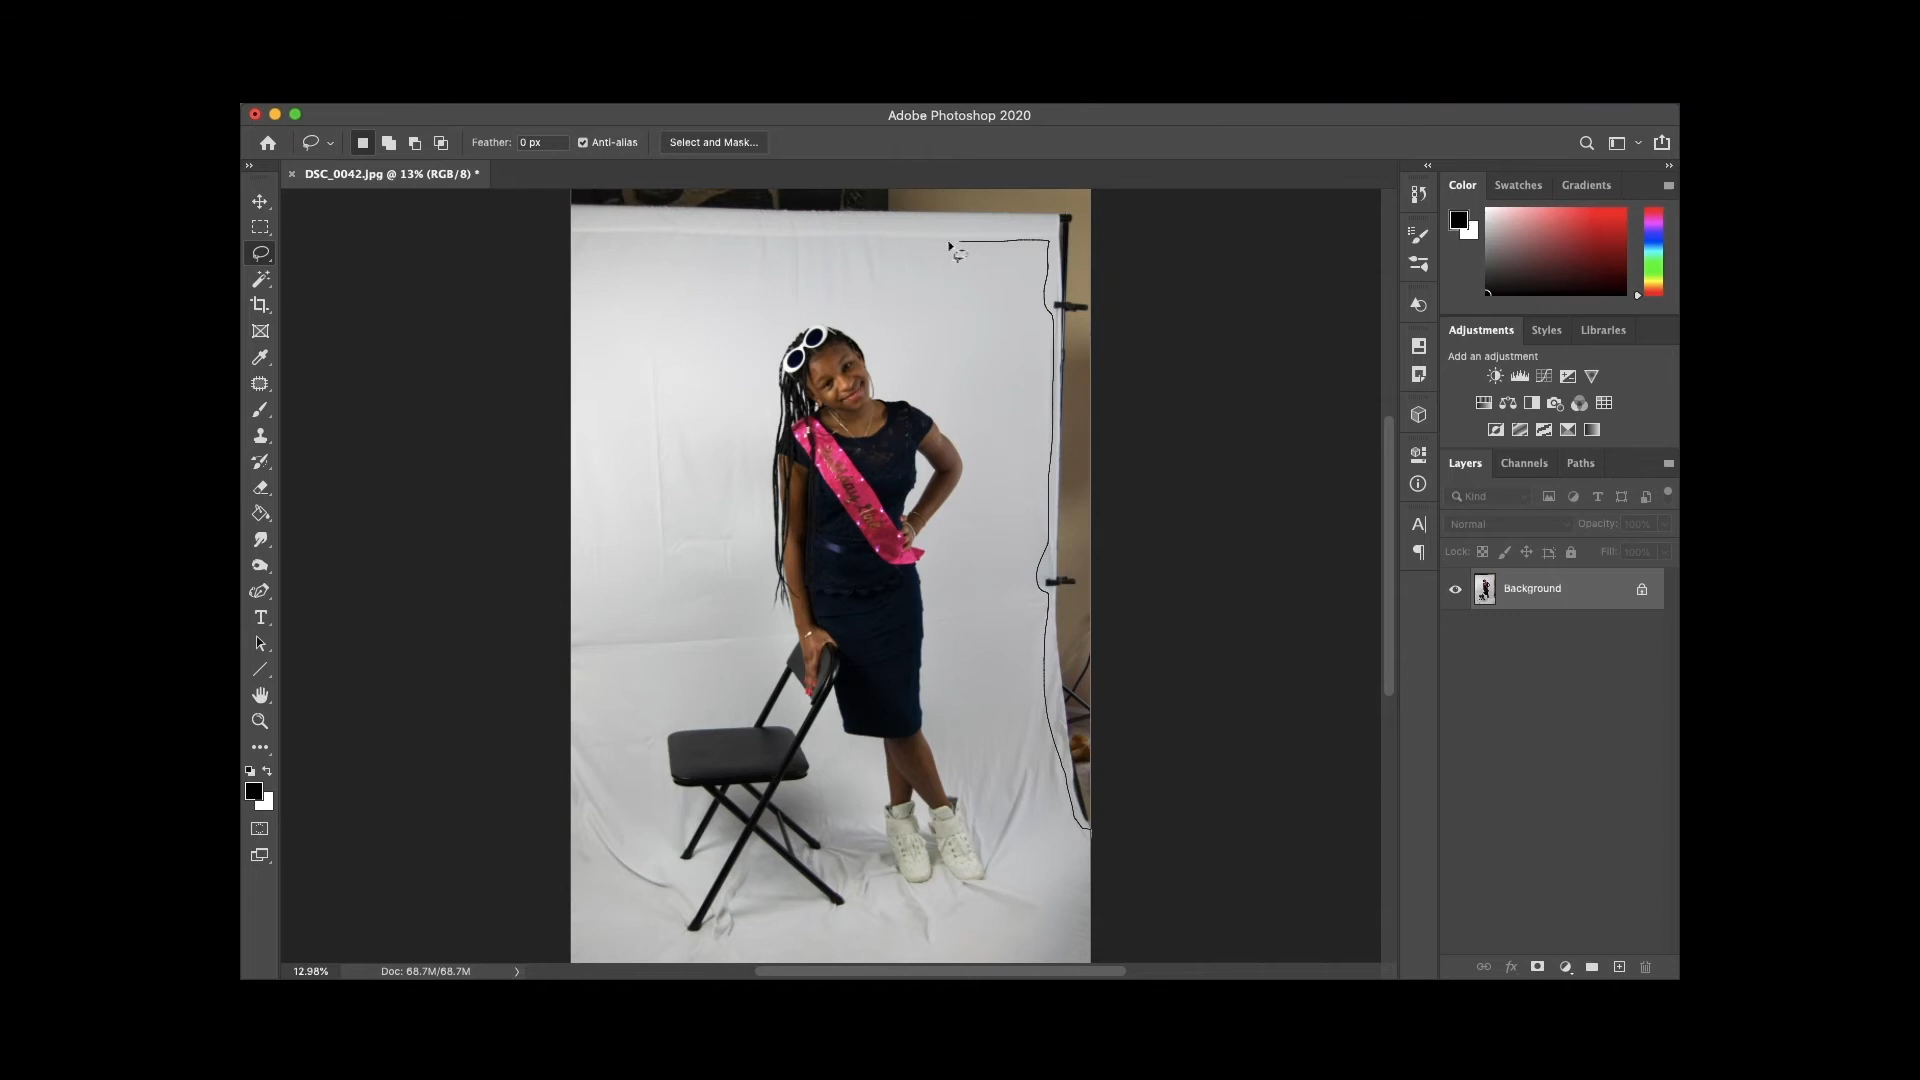 Adobe Photoshop 2020
Feather: 0 px Anti-alias Select and Mask...
DSC_0042.jpg @ 13% (RGB/8) *
Color Swatches Gradients
Adjustments Styles Libraries
Add an adjustment
Layers Channels Paths
Kind
Normal Opacity: 100%
Lock: Fill: 100%
Background
12.98% Doc: 68.7M/68.7M